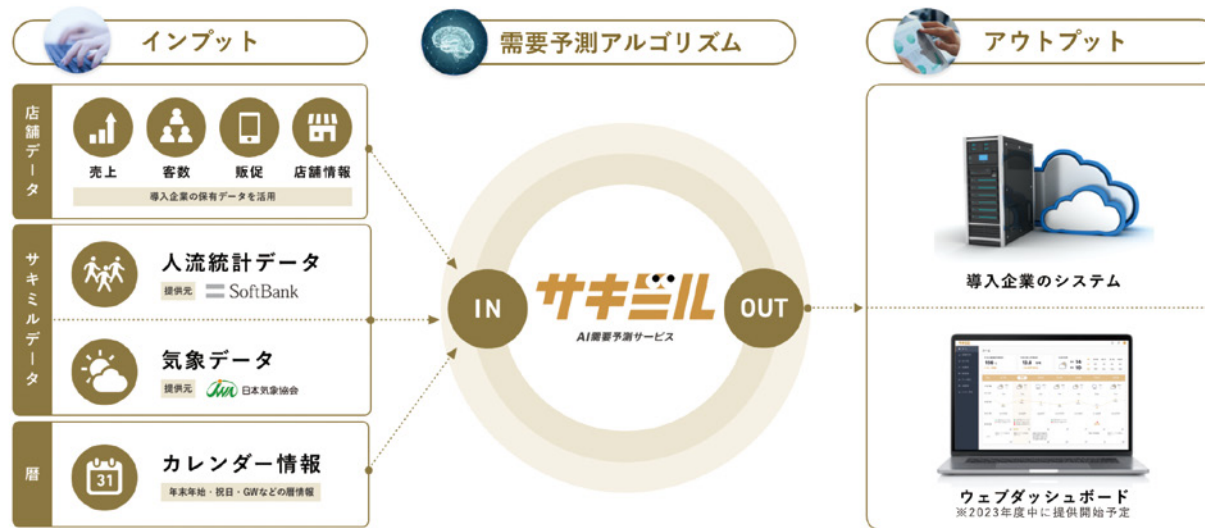 インプット
需要予測アルゴリズム
アウトプット
店舗データ
売上
客数
販促
店舗情報
導入企業の保有データを活用
サキミルデータ
人流統計データ
提供元
SoftBank
気象データ
提供元
JWA
日本気象協会
暦
31
カレンダー情報
年末年始・祝日・GWなどの暦情報
IN
サキミル
AI需要予測サービス
OUT
導入企業のシステム
ウェブダッシュボード
※2023年度中に提供開始予定